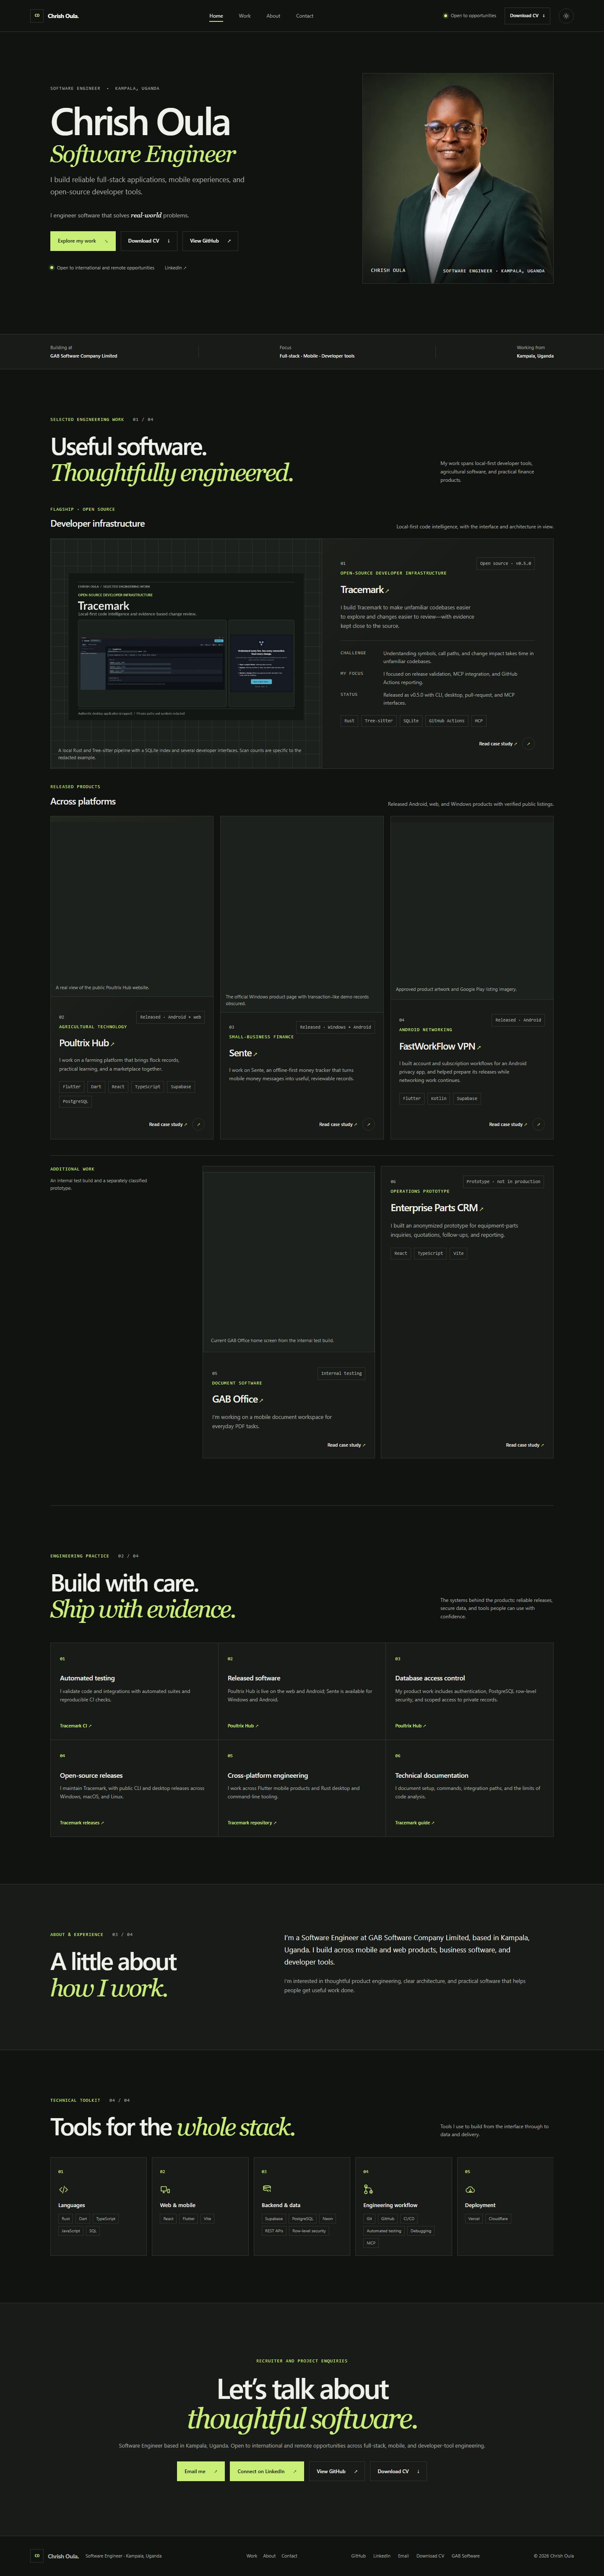 CO Chrish Oula.
Home Work About Contact
Open to opportunities
Download CV ↓
SOFTWARE ENGINEER • KAMPALA, UGANDA
Chrish Oula
Software Engineer
I build reliable full-stack applications, mobile experiences, and
open-source developer tools.
I engineer software that solves real-world problems.
Explore my work ↘
Download CV ↓
View GitHub ↗
Open to international and remote opportunities LinkedIn ↗
CHRISH OULA
SOFTWARE ENGINEER · KAMPALA, UGANDA
Building at
GAB Software Company Limited
Focus
Full-stack · Mobile · Developer tools
Working from
Kampala, Uganda
SELECTED ENGINEERING WORK 01 / 04
Useful software.
Thoughtfully engineered.
My work spans local-first developer tools,
agricultural software, and practical finance
products.
FLAGSHIP · OPEN SOURCE
Developer infrastructure
Local-first code intelligence, with the interface and architecture in view.
CHRISH OULA — SELECTED ENGINEERING WORK
OPEN-SOURCE DEVELOPER INFRASTRUCTURE
Tracemark
Local-first code intelligence and evidence-based change review.
A local Rust and Tree-sitter pipeline with a SQLite index and several developer interfaces. Scan counts are specific to the
redacted example.
01
Open source · v0.3.0
OPEN-SOURCE DEVELOPER INFRASTRUCTURE
Tracemark ↗
I build Tracemark to make unfamiliar codebases easier
to explore and changes easier to review—with evidence
kept close to the source.
CHALLENGE
Understanding symbols, call paths, and change impact takes time in
unfamiliar codebases.
MY FOCUS
I focused on release validation, MCP integration, and GitHub
Actions reporting.
STATUS
Released as v0.3.0 with CLI, desktop, pull-request, and MCP
interfaces.
Rust Tree-sitter SQLite GitHub Actions MCP
Read case study ↗ ↗
RELEASED PRODUCTS
Across platforms
Released Android, web, and Windows products with verified public listings.
A real view of the public Poultrix Hub website.
02
Released · Android + web
AGRICULTURAL TECHNOLOGY
Poultrix Hub ↗
I work on a farming platform that brings flock records,
practical learning, and a marketplace together.
Flutter Dart React TypeScript Supabase
PostgreSQL
Read case study ↗ ↗
The official Windows product page with transaction-like demo records
obscured.
03
Released · Windows + Android
SMALL-BUSINESS FINANCE
Sente ↗
I work on Sente, an offline-first money tracker that turns
mobile money messages into useful, reviewable records.
Read case study ↗ ↗
Approved product artwork and Google Play listing imagery.
04
Released · Android
ANDROID NETWORKING
FastWorkFlow VPN ↗
I built account and subscription workflows for an Android
privacy app, and helped prepare its releases while
networking work continues.
Flutter Kotlin Supabase
Read case study ↗ ↗
ADDITIONAL WORK
An internal test build and a separately classified
prototype.
Current GAB Office home screen from the internal test build.
05
Internal testing
DOCUMENT SOFTWARE
GAB Office ↗
I'm working on a mobile document workspace for
everyday PDF tasks.
Read case study ↗
06
Prototype · not in production
OPERATIONS PROTOTYPE
Enterprise Parts CRM ↗
I built an anonymized prototype for equipment-parts
inquiries, quotations, follow-ups, and reporting.
React TypeScript Vite
Read case study ↗
ENGINEERING PRACTICE 02 / 04
Build with care.
Ship with evidence.
The systems behind the products: reliable releases,
secure data, and tools people can use with
confidence.
01
Automated testing
I validate code and integrations with automated suites and
reproducible CI checks.
Tracemark CI ↗
02
Released software
Poultrix Hub is live on the web and Android; Sente is available for
Windows and Android.
Poultrix Hub ↗
03
Database access control
My product work includes authentication, PostgreSQL row-level
security, and scoped access to private records.
Poultrix Hub ↗
04
Open-source releases
I maintain Tracemark, with public CLI and desktop releases across
Windows, macOS, and Linux.
Tracemark releases ↗
05
Cross-platform engineering
I work across Flutter mobile products and Rust desktop and
command-line tooling.
Tracemark repository ↗
06
Technical documentation
I document setup, commands, integration paths, and the limits of
code analysis.
Tracemark guide ↗
ABOUT & EXPERIENCE 03 / 04
A little about
how I work.
I'm a Software Engineer at GAB Software Company Limited, based in Kampala,
Uganda. I build across mobile and web products, business software, and
developer tools.
I'm interested in thoughtful product engineering, clear architecture, and practical software that helps
people get useful work done.
TECHNICAL TOOLKIT 04 / 04
Tools for the whole stack.
Tools I use to build from the interface through to
data and delivery.
01
Languages
Rust Dart TypeScript
JavaScript SQL
02
Web & mobile
React Flutter Vite
03
Backend & data
Supabase PostgreSQL
REST APIs Row-level security
04
Engineering workflow
Git GitHub CI/CD
Automated testing Debugging
MCP
05
Deployment
Vercel Cloudflare
RECRUITER AND PROJECT ENQUIRIES
Let's talk about
thoughtful software.
Software Engineer based in Kampala, Uganda. Open to international and remote opportunities across full-stack, mobile, and developer-tool engineering.
Email me ↗
Connect on LinkedIn ↗
View GitHub ↗
Download CV ↓
CO Chrish Oula. Software Engineer · Kampala, Uganda
Work About Contact
GitHub LinkedIn Email Download CV GAB Software
© 2026 Chrish Oula